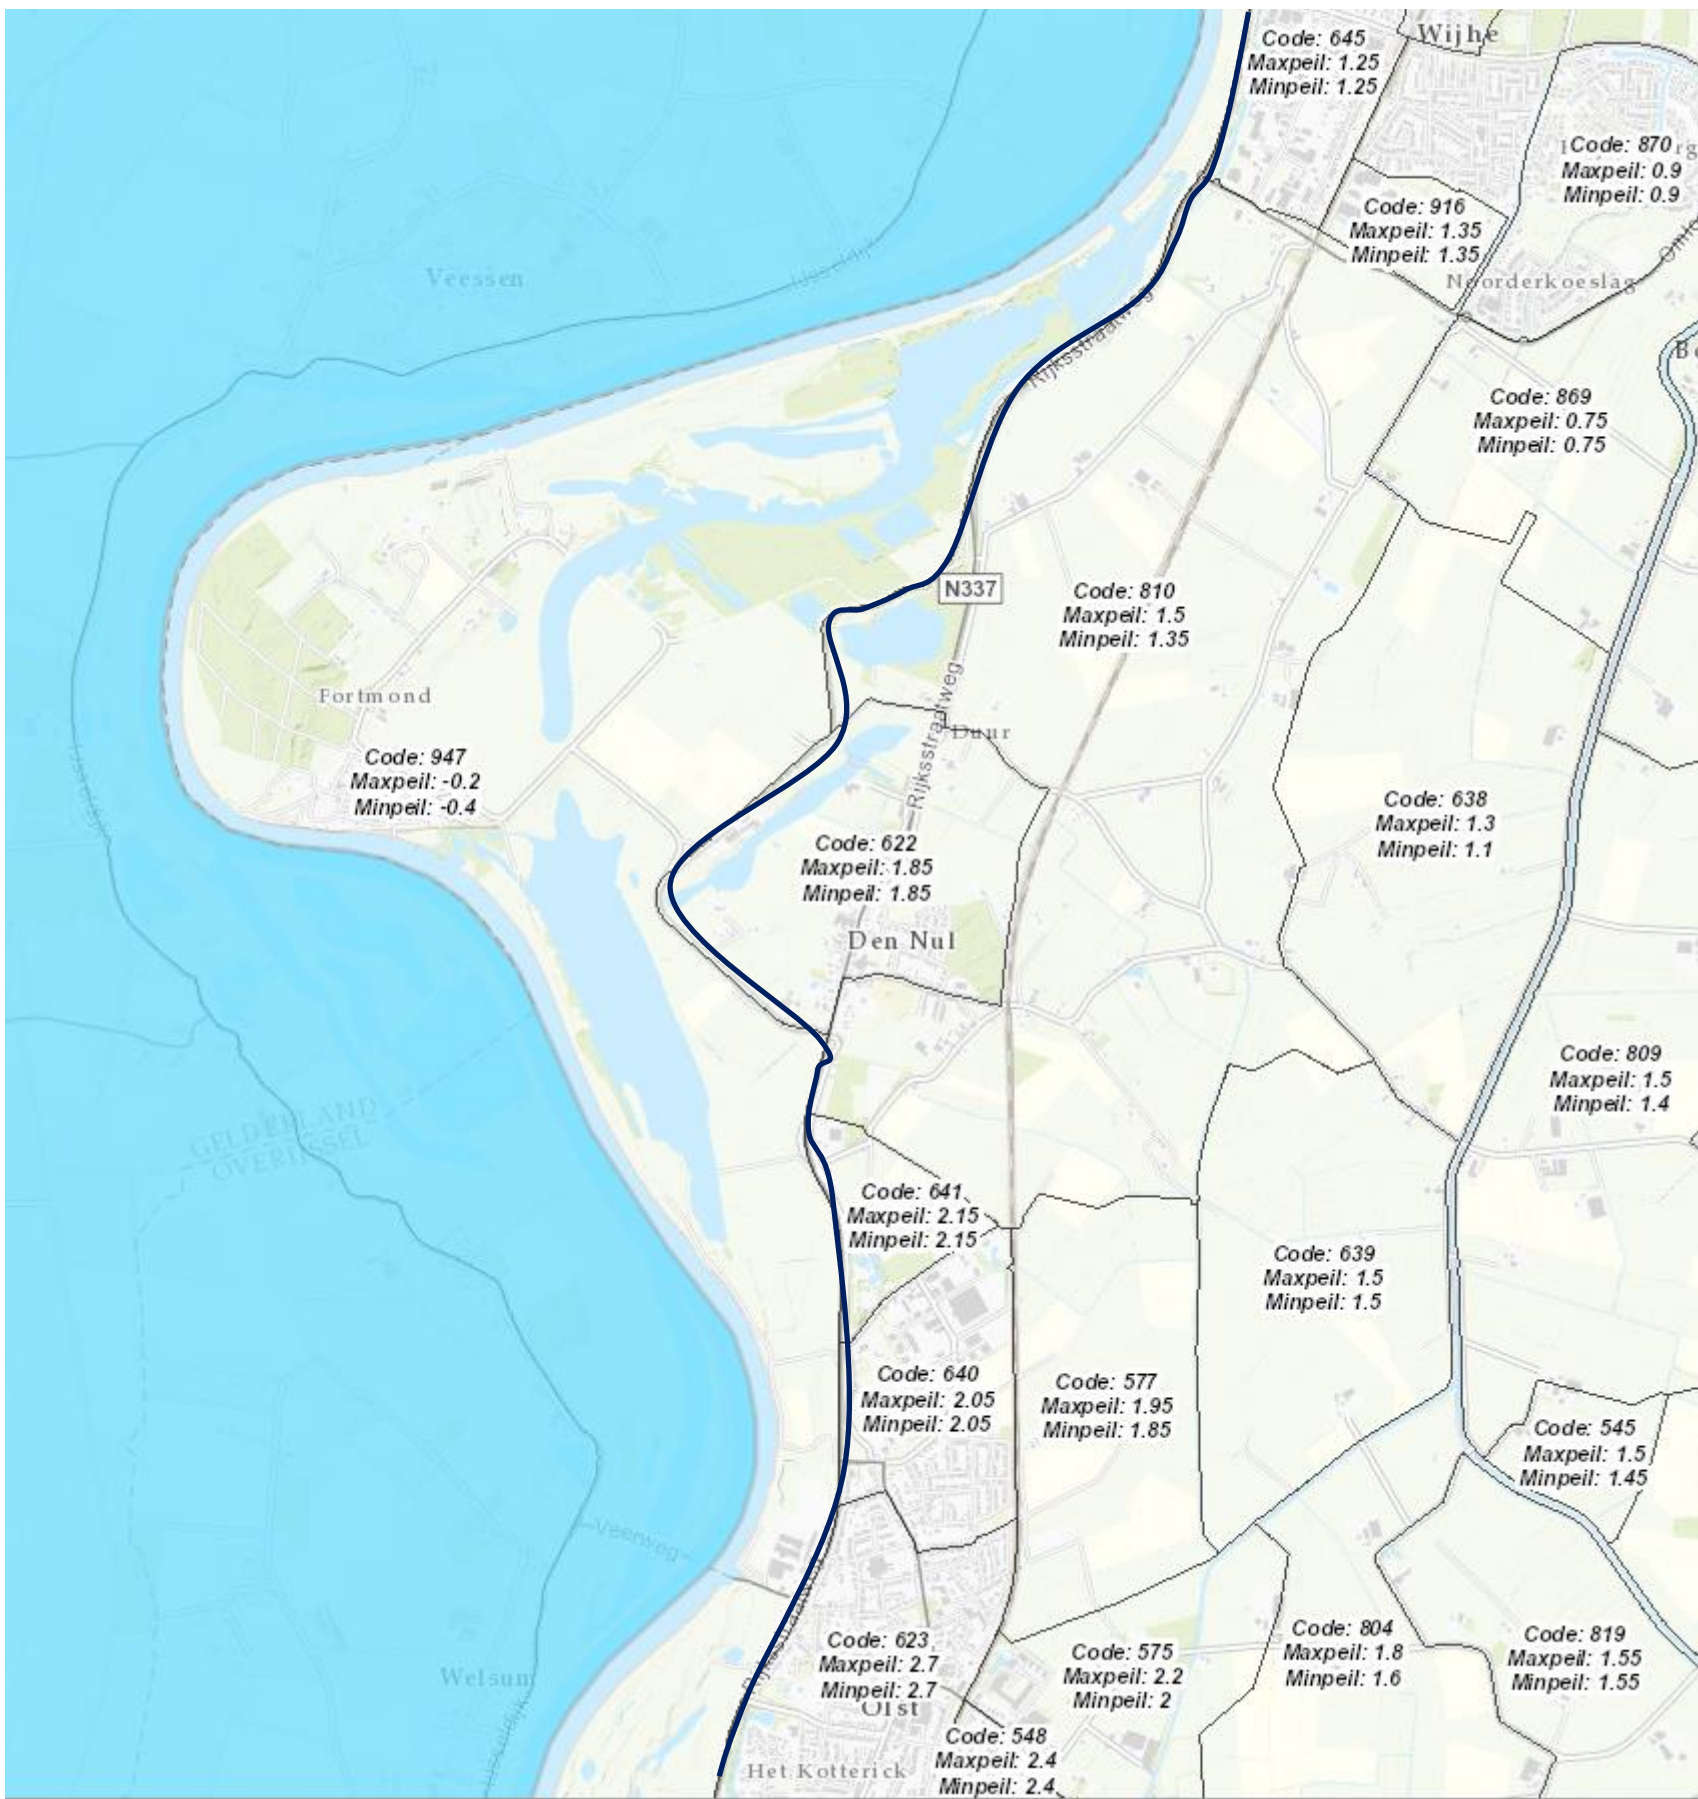 Code: 645
Maxpeil: 1.25
Minpeil: 1.25
Wijhe
Code: 870
Maxpeil: 0.9
Minpeil: 0.9
Code: 916
Maxpeil: 1.35
Minpeil: 1.35
Noorderkoeslag
Veessen
IJsseldijk
Rijksstraatweg
Code: 869
Maxpeil: 0.75
Minpeil: 0.75
N337
Code: 810
Maxpeil: 1.5
Minpeil: 1.35
Fortmond
Rijksstraatweg
Duur
Code: 947
Maxpeil: -0.2
Minpeil: -0.4
Code: 638
Maxpeil: 1.3
Minpeil: 1.1
Code: 622
Maxpeil: 1.85
Minpeil: 1.85
Den Nul
Code: 809
Maxpeil: 1.5
Minpeil: 1.4
GELDERLAND
OVERIJSSEL
Code: 641
Maxpeil: 2.15
Minpeil: 2.15
Code: 639
Maxpeil: 1.5
Minpeil: 1.5
Code: 640
Maxpeil: 2.05
Minpeil: 2.05
Code: 577
Maxpeil: 1.95
Minpeil: 1.85
Code: 545
Maxpeil: 1.5
Minpeil: 1.45
Veerweg
Code: 623
Maxpeil: 2.7
Minpeil: 2.7
Olst
Code: 575
Maxpeil: 2.2
Minpeil: 2
Code: 804
Maxpeil: 1.8
Minpeil: 1.6
Code: 819
Maxpeil: 1.55
Minpeil: 1.55
Welsum
Code: 548
Maxpeil: 2.4
Minpeil: 2.4
Het Kotterick